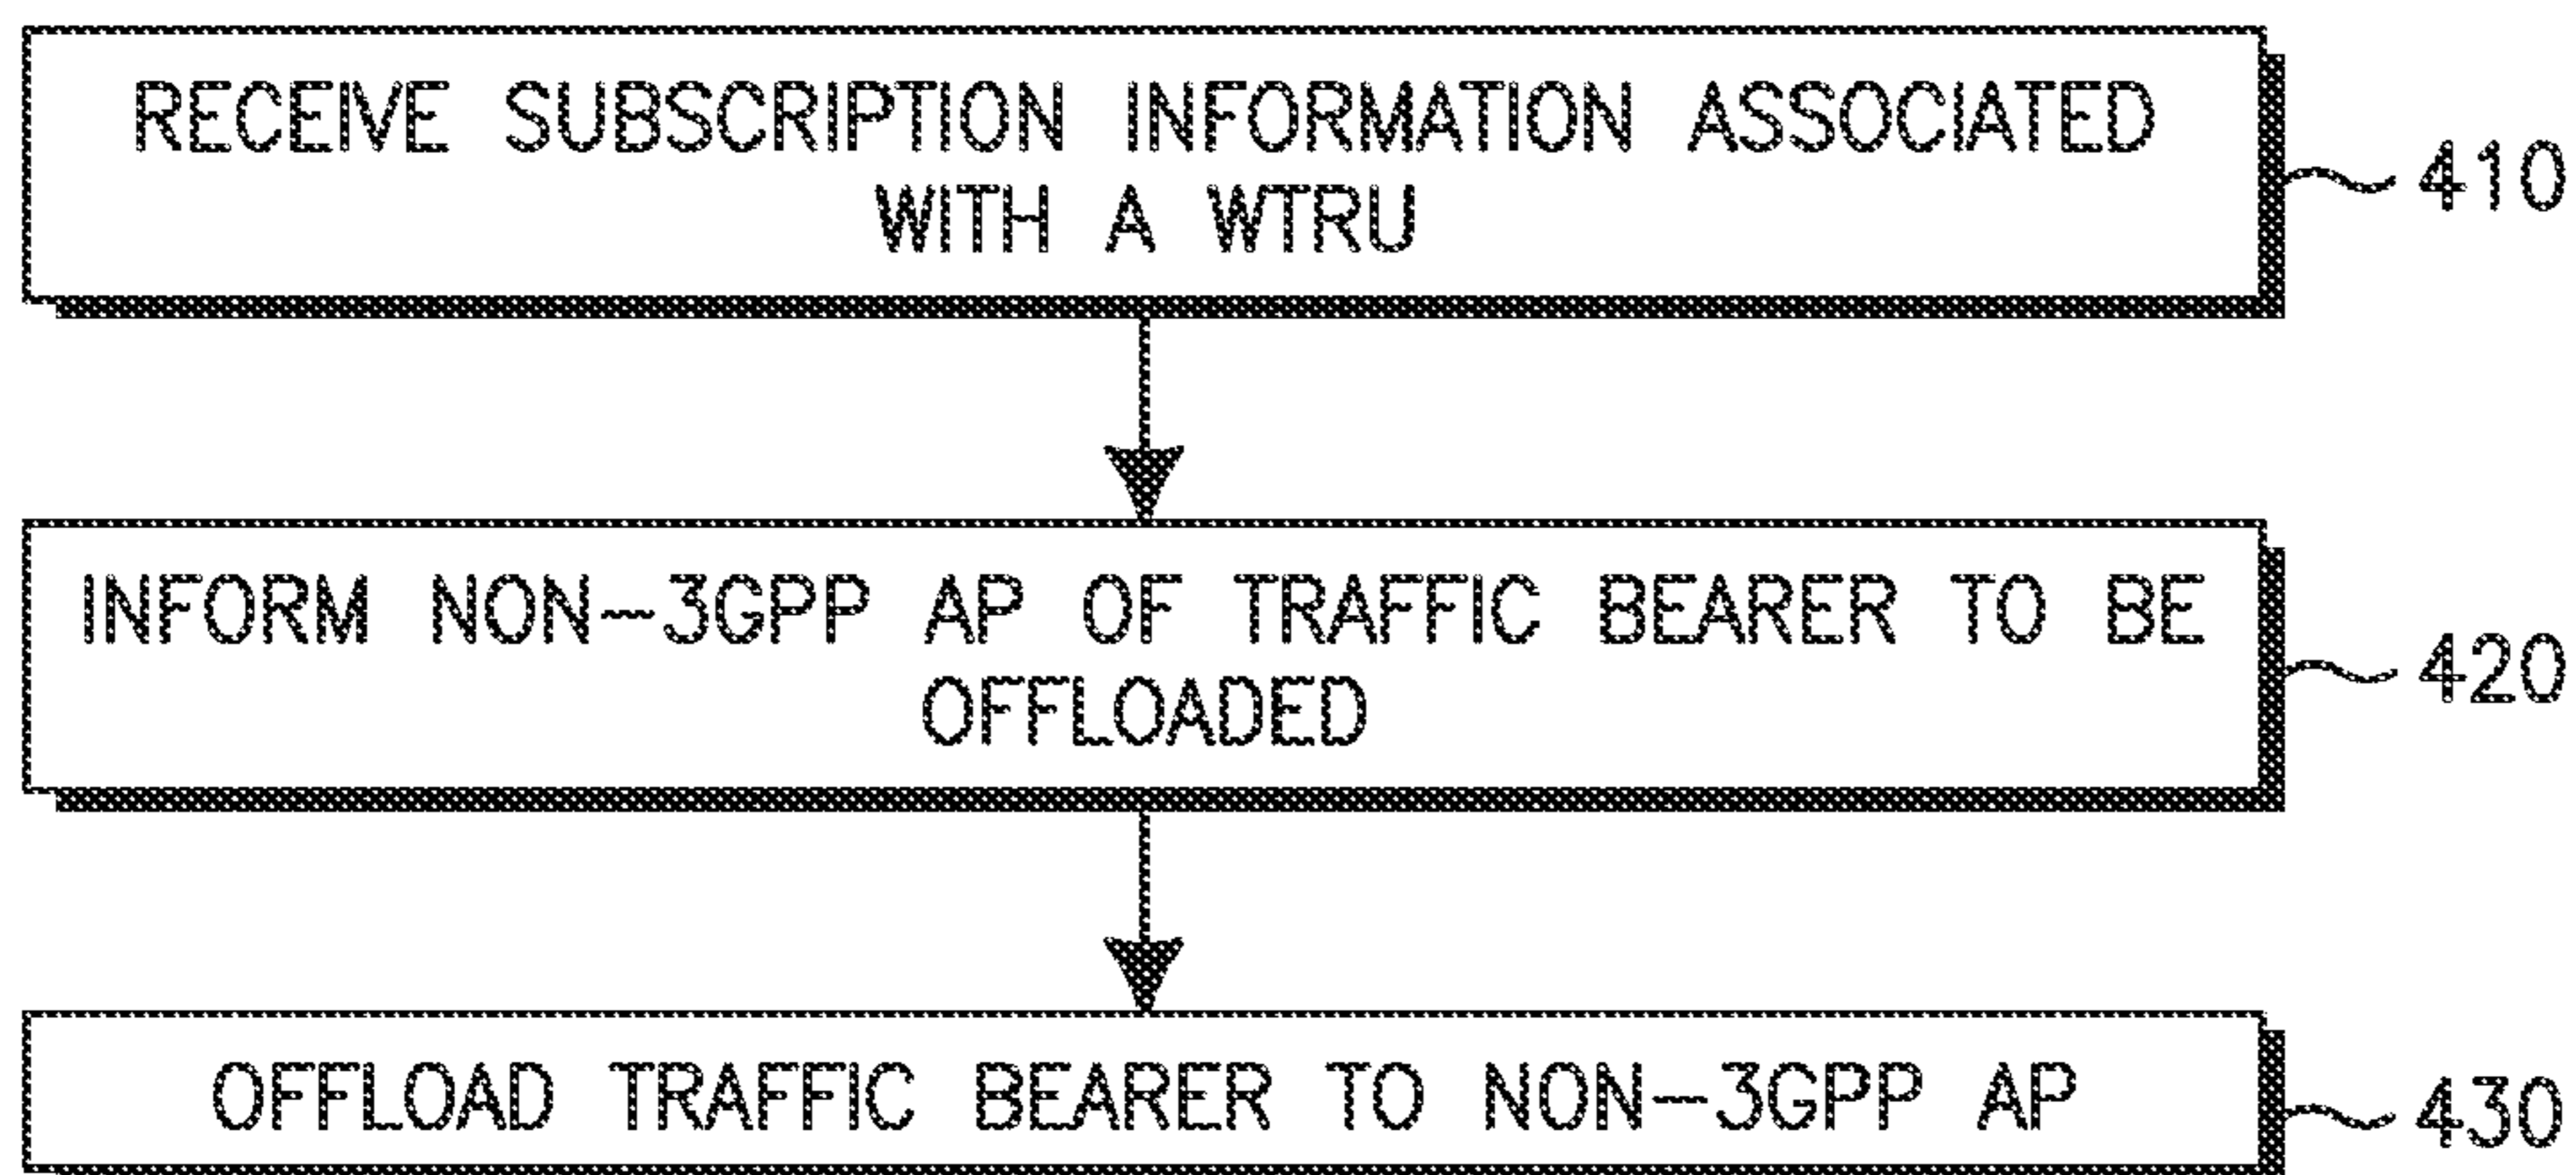 RECEIVE SUBSCRIPTION INFORMATION ASSOCIATED
WITH A WTRU
410
INFORM NON-3GPP AP OF TRAFFIC BEARER TO BE
OFFLOADED
420
OFFLOAD TRAFFIC BEARER TO NON-3GPP AP
430